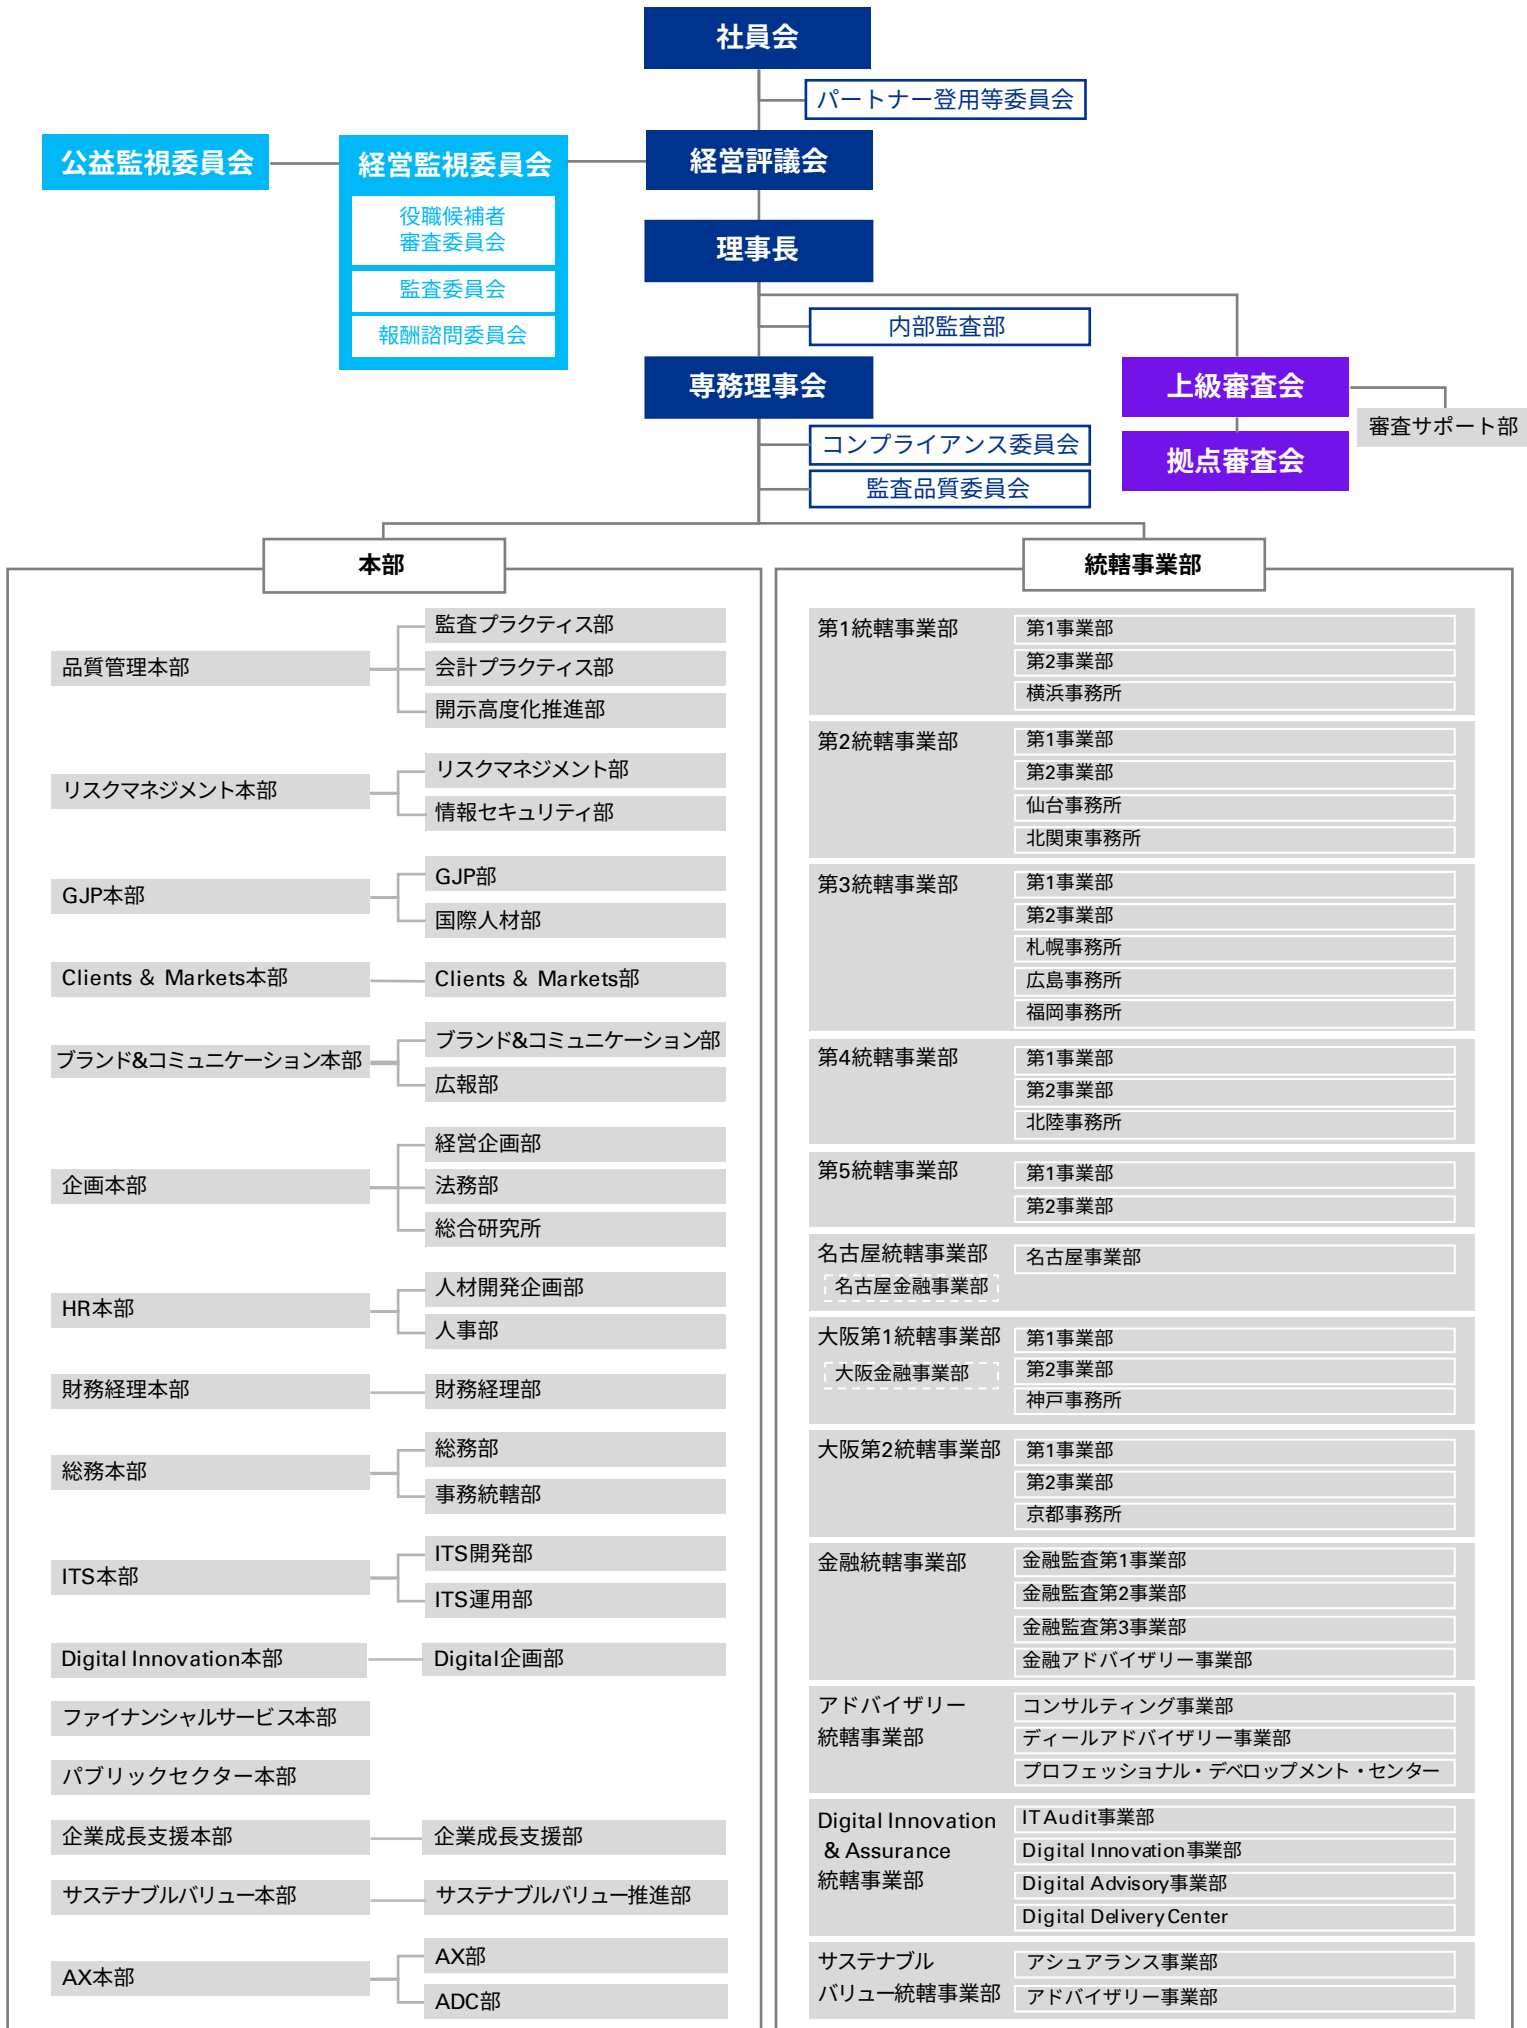 社員会
パートナー登用等委員会
公益監視委員会
経営監視委員会
経営評議会
役職候補者
審査委員会
監査委員会
報酬諮問委員会
理事長
内部監査部
専務理事会
上級審査会
審査サポート部
拠点審査会
コンプライアンス委員会
監査品質委員会
本部
品質管理本部
監査プラクティス部
会計プラクティス部
開示高度化推進部
リスクマネジメント本部
リスクマネジメント部
情報セキュリティ部
GJP本部
GJP部
国際人材部
Clients & Markets本部
Clients & Markets部
ブランド&コミュニケーション本部
ブランド&コミュニケーション部
広報部
企画本部
経営企画部
法務部
総合研究所
HR本部
人材開発企画部
人事部
財務経理本部
財務経理部
総務本部
総務部
事務統轄部
ITS本部
ITS開発部
ITS運用部
Digital Innovation本部
Digital企画部
ファイナンシャルサービス本部
パブリックセクター本部
企業成長支援本部
企業成長支援部
サステナブルバリュー本部
サステナブルバリュー推進部
AX本部
AX部
ADC部
統轄事業部
第1統轄事業部
第1事業部
第2事業部
横浜事務所
第2統轄事業部
第1事業部
第2事業部
仙台事務所
北関東事務所
第3統轄事業部
第1事業部
第2事業部
札幌事務所
広島事務所
福岡事務所
第4統轄事業部
第1事業部
第2事業部
北陸事務所
第5統轄事業部
第1事業部
第2事業部
名古屋統轄事業部
名古屋金融事業部
名古屋事業部
大阪第1統轄事業部
大阪金融事業部
第1事業部
第2事業部
神戸事務所
大阪第2統轄事業部
第1事業部
第2事業部
京都事務所
金融統轄事業部
金融監査第1事業部
金融監査第2事業部
金融監査第3事業部
金融アドバイザリー事業部
アドバイザリー
統轄事業部
コンサルティング事業部
ディールアドバイザリー事業部
プロフェッショナル・デベロップメント・センター
Digital Innovation
& Assurance
統轄事業部
IT Audit事業部
Digital Innovation事業部
Digital Advisory事業部
Digital Delivery Center
サステナブル
バリュー統轄事業部
アシュアランス事業部
アドバイザリー事業部